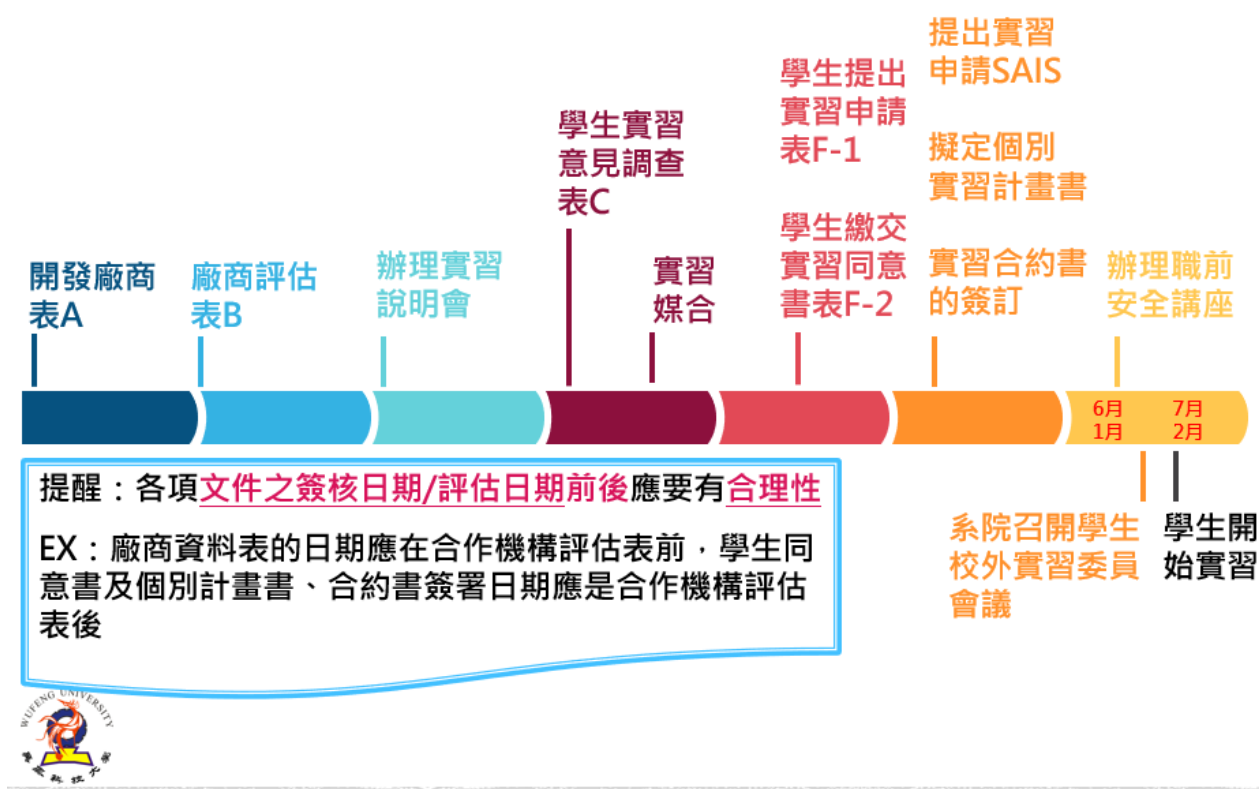 開發廠商
表A
廠商評估
表B
辦理實習
說明會
學生實習
意見調查
表C
實習
媒合
學生提出
實習申請
表F-1
學生繳交
實習同意
書表F-2
提出實習
申請SAIS
擬定個別
實習計畫書
實習合約書
的簽訂
辦理職前
安全講座
6月
1月
7月
2月
系院召開學生
校外實習委員
會議
學生開
始實習
提醒：各項文件之簽核日期/評估日期前後應要有合理性
EX：廠商資料表的日期應在合作機構評估表前，學生同
意書及個別計畫書、合約書簽署日期應是合作機構評估
表後
WUFENG UNIVERSITY
吳鳳科技大學